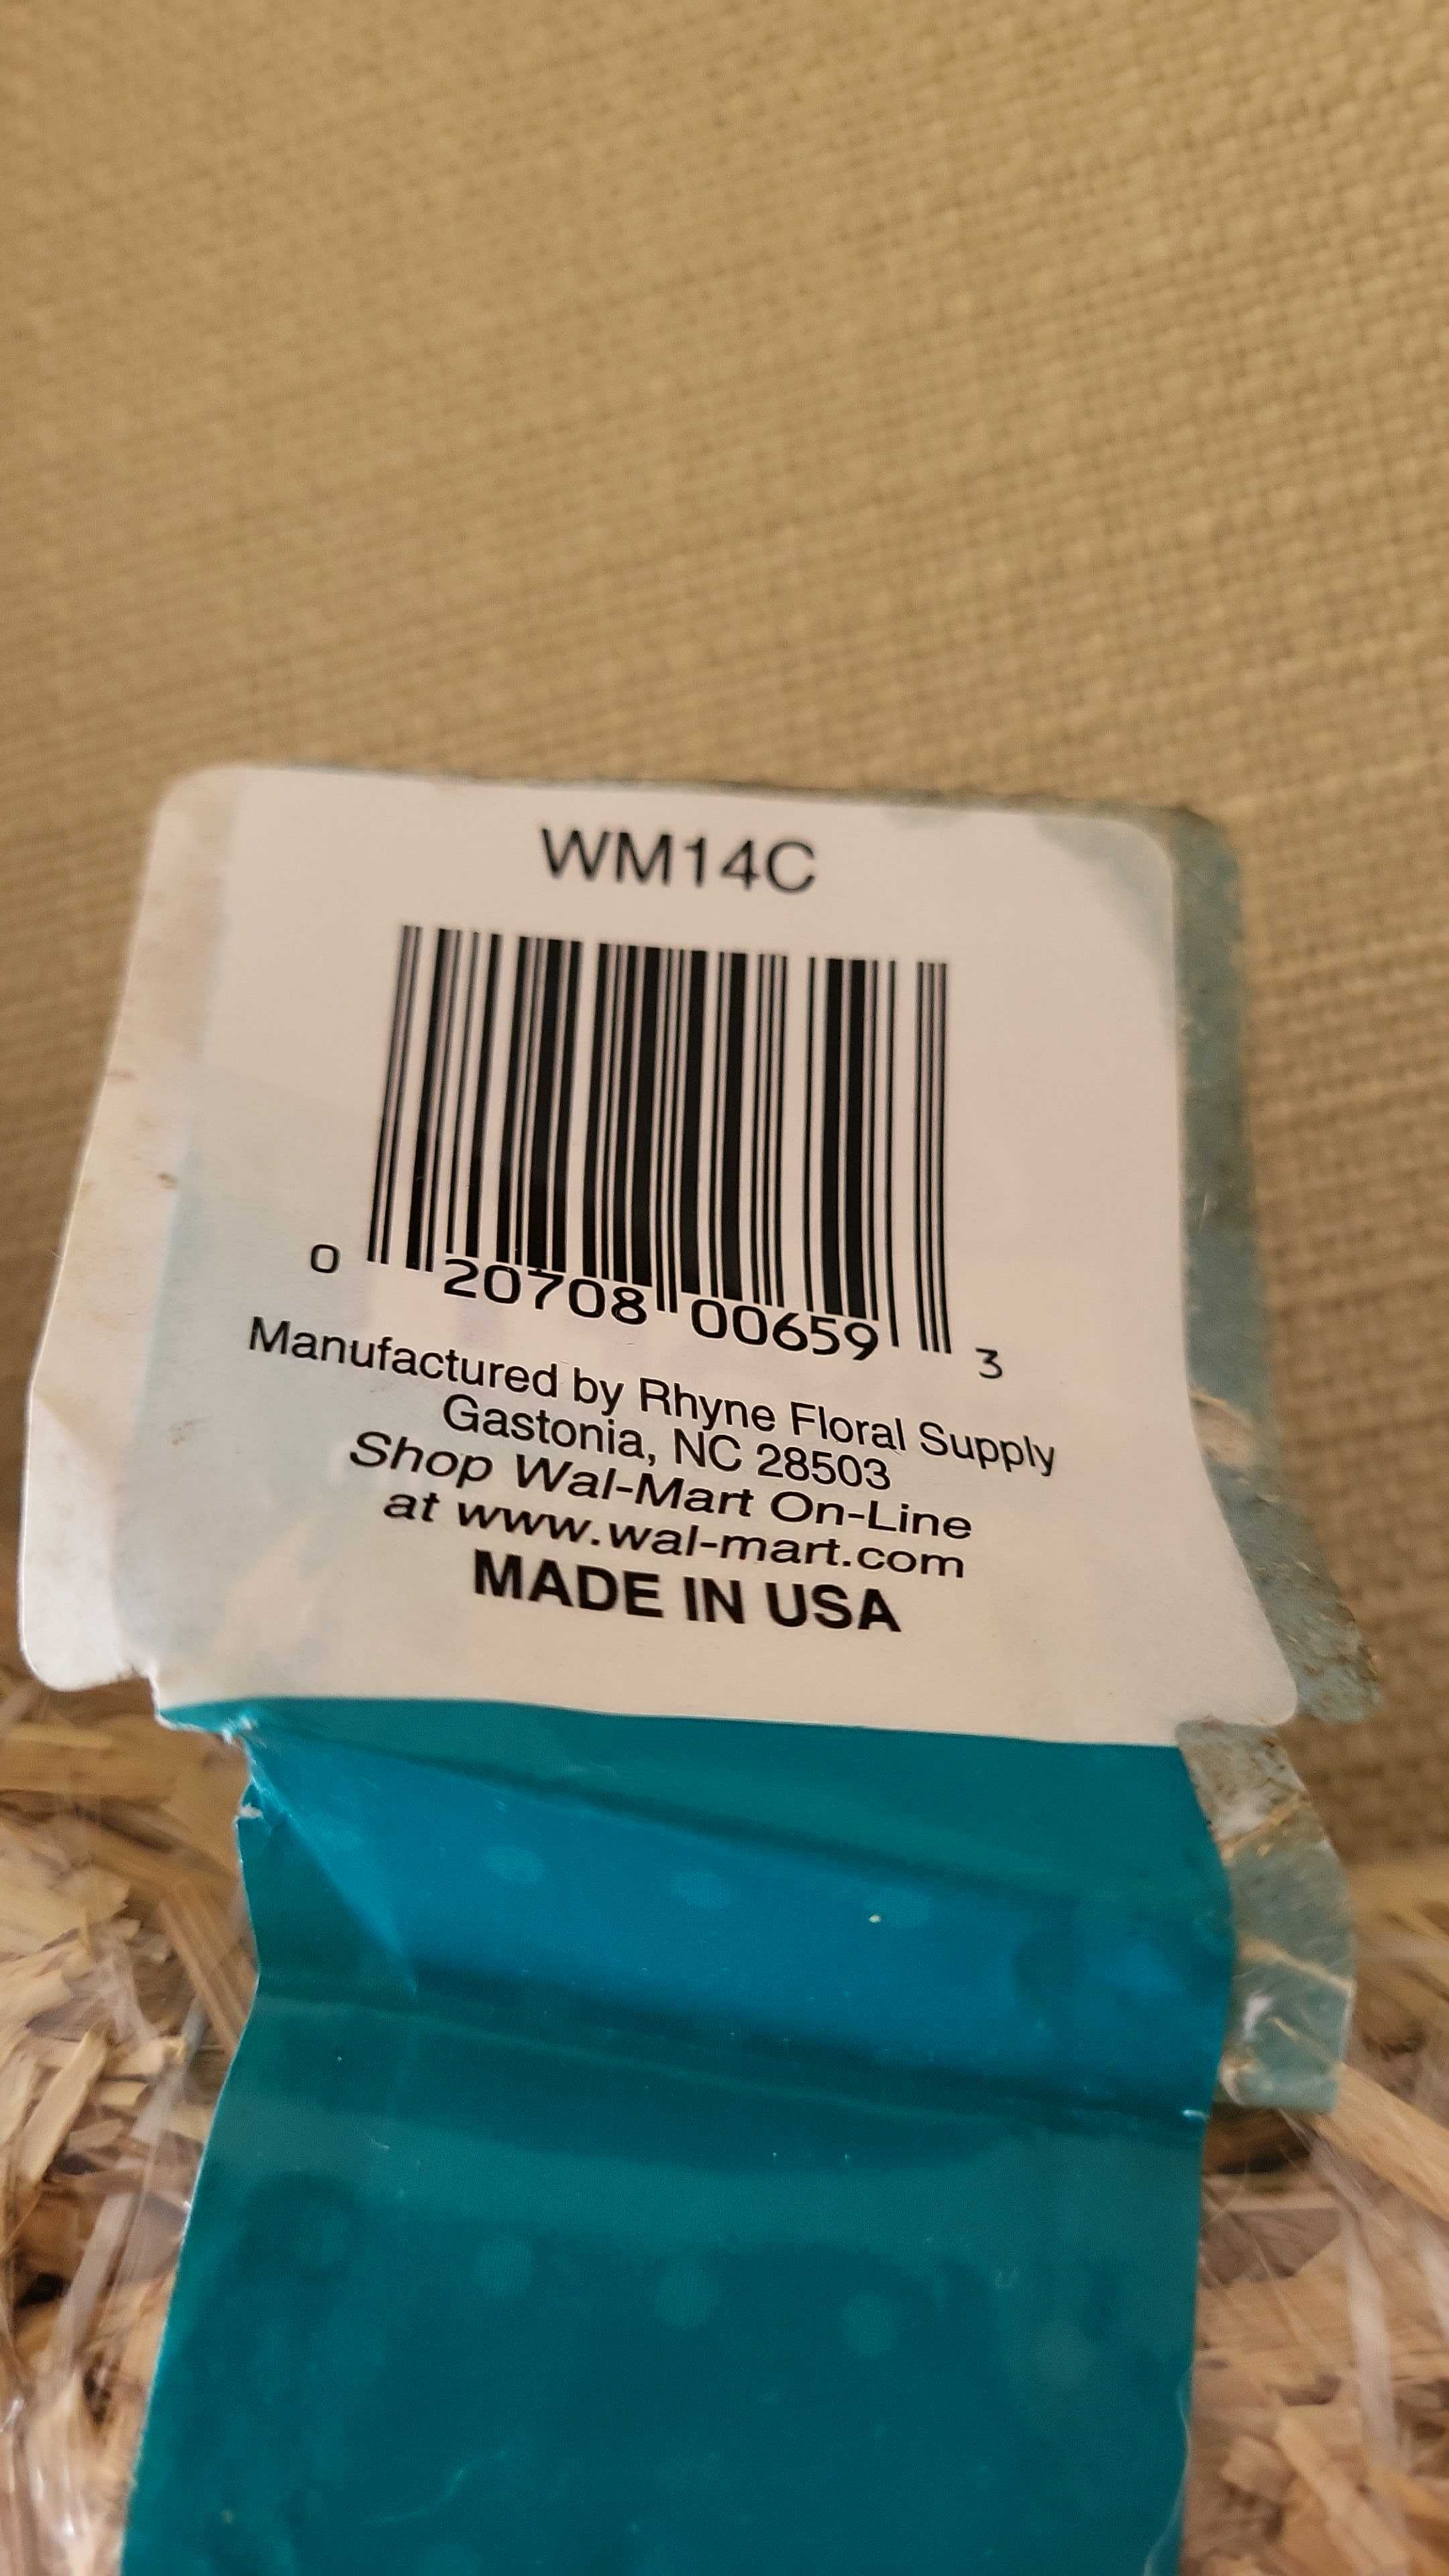 WM14C
0 20708 00659 3
Manufactured by Rhyne Floral Supply
Gastonia, NC 28503
Shop Wal-Mart On-Line
at www.wal-mart.com
MADE IN USA